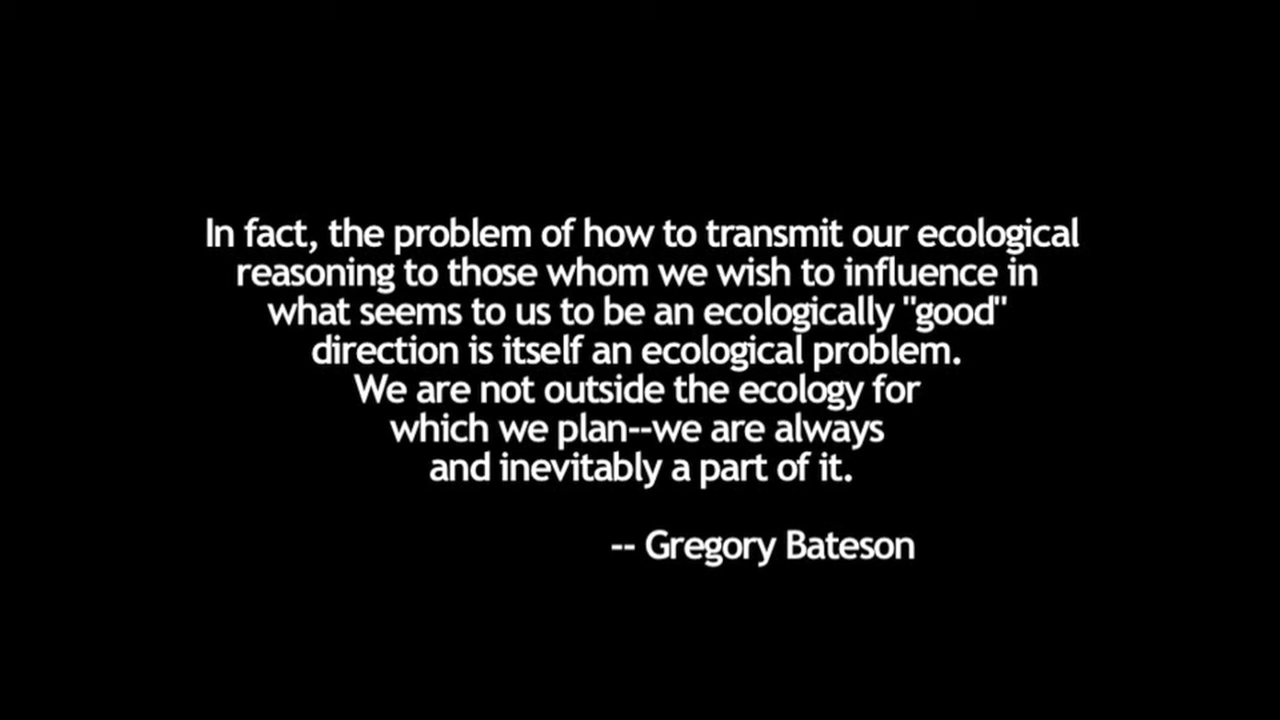 In fact, the problem of how to transmit our ecological
reasoning to those whom we wish to influence in
what seems to us to be an ecologically "good"
direction is itself an ecological problem.
We are not outside the ecology for
which we plan--we are always
and inevitably a part of it.
-- Gregory Bateson